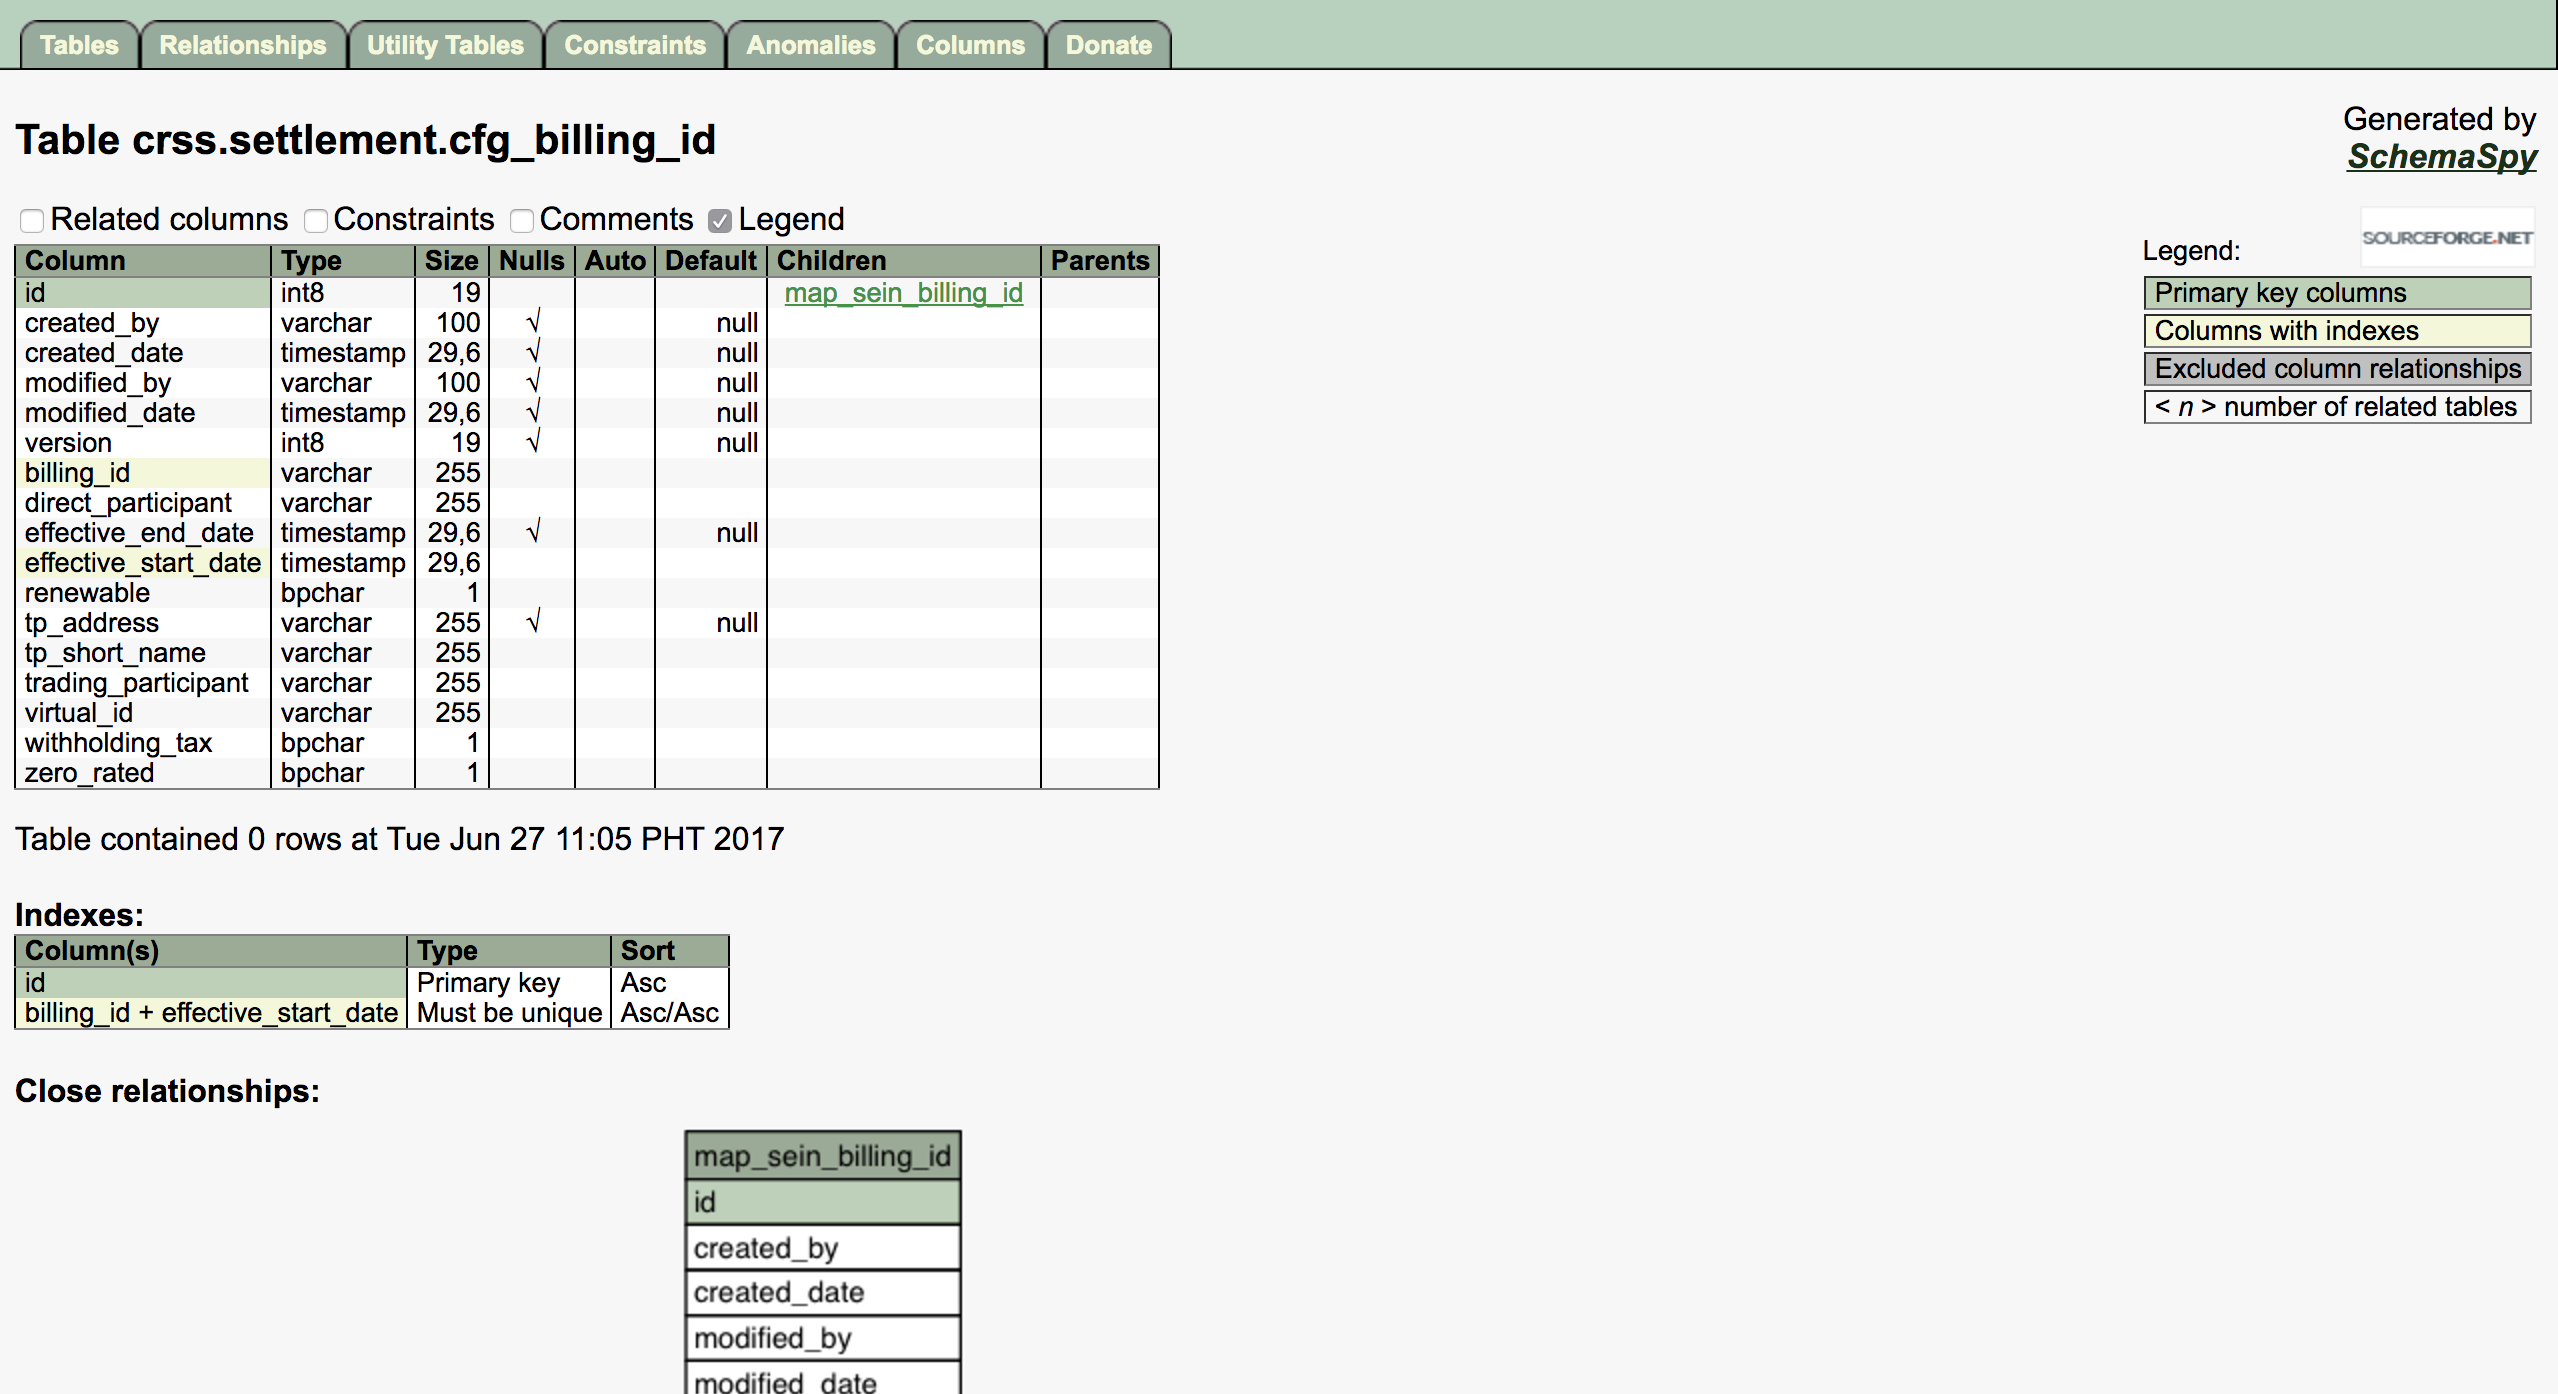 Tables Relationships Utility Tables Constraints Anomalies Columns Donate
Table crss.settlement.cfg_billing_id
Generated by
SchemaSpy
Related columns Constraints Comments Legend
SOURCEFORGE.NET
Legend:
Primary key columns
Columns with indexes
Excluded column relationships
< n > number of related tables
Column Type Size Nulls Auto Default Children Parents
id int8 19 map_sein_billing_id
created_by varchar 100 √ null
created_date timestamp 29,6 √ null
modified_by varchar 100 √ null
modified_date timestamp 29,6 √ null
version int8 19 √ null
billing_id varchar 255
direct_participant varchar 255
effective_end_date timestamp 29,6 √ null
effective_start_date timestamp 29,6
renewable bpchar 1
tp_address varchar 255 √ null
tp_short_name varchar 255
trading_participant varchar 255
virtual_id varchar 255
withholding_tax bpchar 1
zero_rated bpchar 1
Table contained 0 rows at Tue Jun 27 11:05 PHT 2017
Indexes:
Column(s) Type Sort
id Primary key Asc
billing_id + effective_start_date Must be unique Asc/Asc
Close relationships:
map_sein_billing_id
id
created_by
created_date
modified_by
modified_date